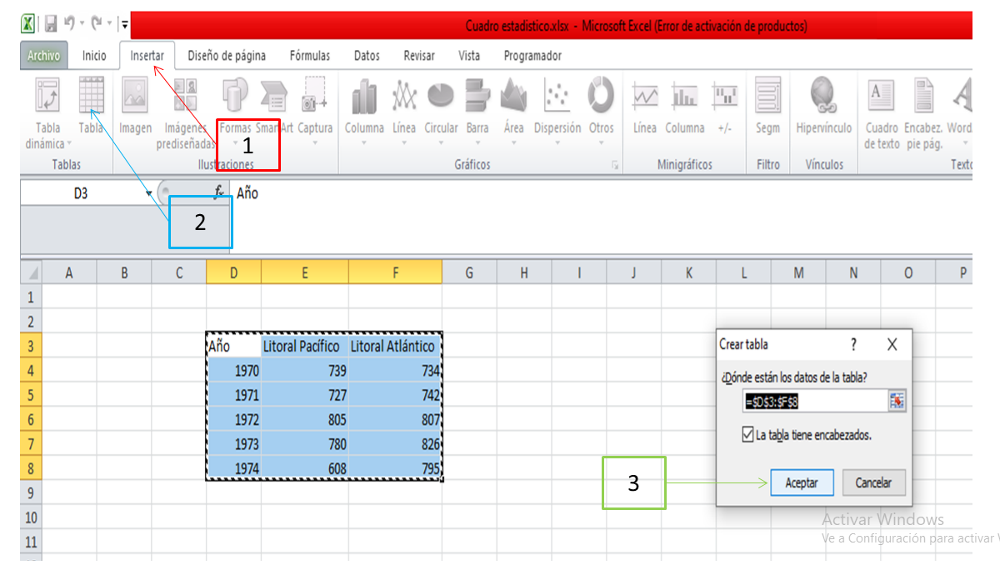 Cuadro estadistico.xlsx - Microsoft Excel (Error de activación de productos)
Archivo Inicio Insertar Diseño de página Fórmulas Datos Revisar Vista Programador
Tabla dinámica
Tabla
Tablas
Imagen
Imágenes prediseñadas
Formas
SmartArt
Captura
Ilustraciones
Columna
Línea
Circular
Barra
Área
Dispersión
Otros
Gráficos
Línea
Columna
+/-
Minigráficos
Segm
Filtro
Hipervínculo
Vínculos
Cuadro de texto
Encabez. pie pág.
Word
Texto
1
2
D3 fx Año
A B C D E F G H I J K L M N O P
1
2
3 Año Litoral Pacífico Litoral Atlántico
4 1970 739 734
5 1971 727 742
6 1972 805 807
7 1973 780 826
8 1974 608 795
9
10
11
Crear tabla ? X
¿Dónde están los datos de la tabla?
=$D$3:$F$8
La tabla tiene encabezados.
Aceptar Cancelar
3
Activar Windows
Ve a Configuración para activar